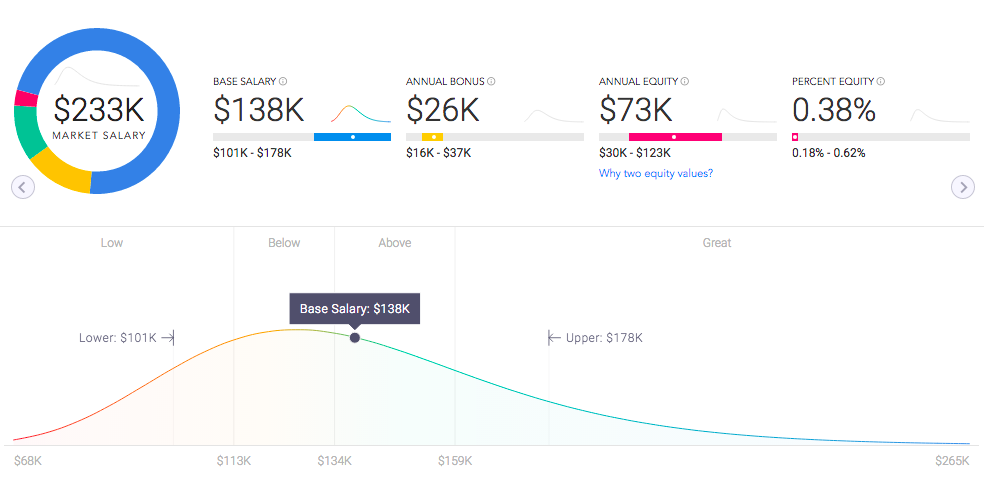 $233K
MARKET SALARY
BASE SALARY
$138K
$101K - $178K
ANNUAL BONUS
$26K
$16K - $37K
ANNUAL EQUITY
$73K
$30K - $123K
Why two equity values?
PERCENT EQUITY
0.38%
0.18% - 0.62%
Low
Below
Above
Great
Base Salary: $138K
Lower: $101K
Upper: $178K
$68K
$113K
$134K
$159K
$265K